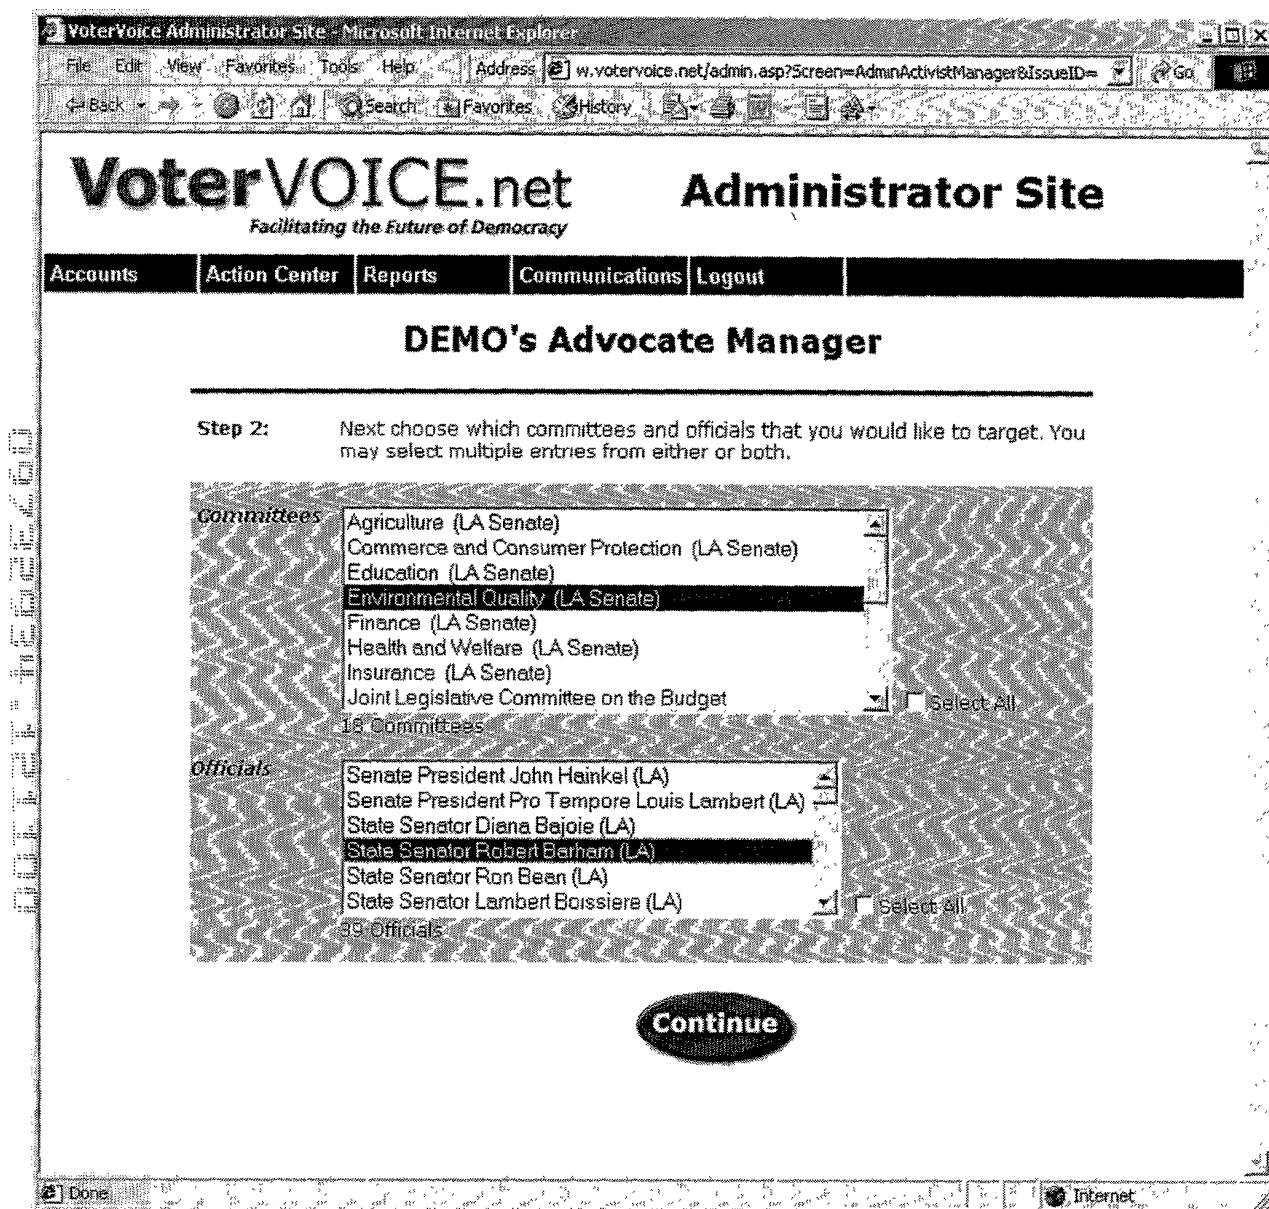 VoterVoice Administrator Site - Microsoft Internet Explorer
File Edit View Favorites Tools Help Address w.votervoice.net/admin.asp?Screen=AdminActivistManager&IssueID= Go
Back Search Favorites History
VoterVOICE.net
Facilitating the Future of Democracy
Administrator Site
Accounts Action Center Reports Communications Logout
DEMO's Advocate Manager
Step 2: Next choose which committees and officials that you would like to target. You
may select multiple entries from either or both.
Committees
Agriculture (LA Senate)
Commerce and Consumer Protection (LA Senate)
Education (LA Senate)
Environmental Quality (LA Senate)
Finance (LA Senate)
Health and Welfare (LA Senate)
Insurance (LA Senate)
Joint Legislative Committee on the Budget
Select All
18 Committees
Officials
Senate President John Hainkel (LA)
Senate President Pro Tempore Louis Lambert (LA)
State Senator Diana Bajoie (LA)
State Senator Robert Barham (LA)
State Senator Ron Bean (LA)
State Senator Lambert Boissiere (LA)
Select All
39 Officials
Continue
Done Internet